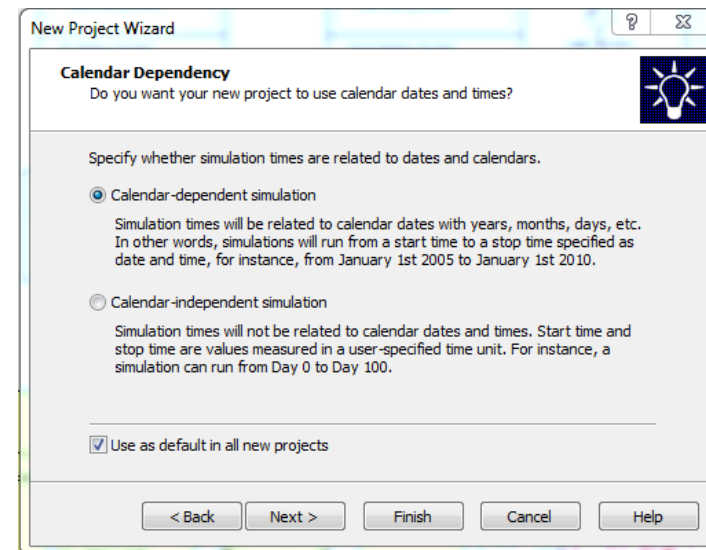 New Project Wizard
Calendar Dependency
Do you want your new project to use calendar dates and times?
Specify whether simulation times are related to dates and calendars.
Calendar-dependent simulation
Simulation times will be related to calendar dates with years, months, days, etc.
In other words, simulations will run from a start time to a stop time specified as
date and time, for instance, from January 1st 2005 to January 1st 2010.
Calendar-independent simulation
Simulation times will not be related to calendar dates and times. Start time and
stop time are values measured in a user-specified time unit. For instance, a
simulation can run from Day 0 to Day 100.
Use as default in all new projects
< Back Next > Finish Cancel Help